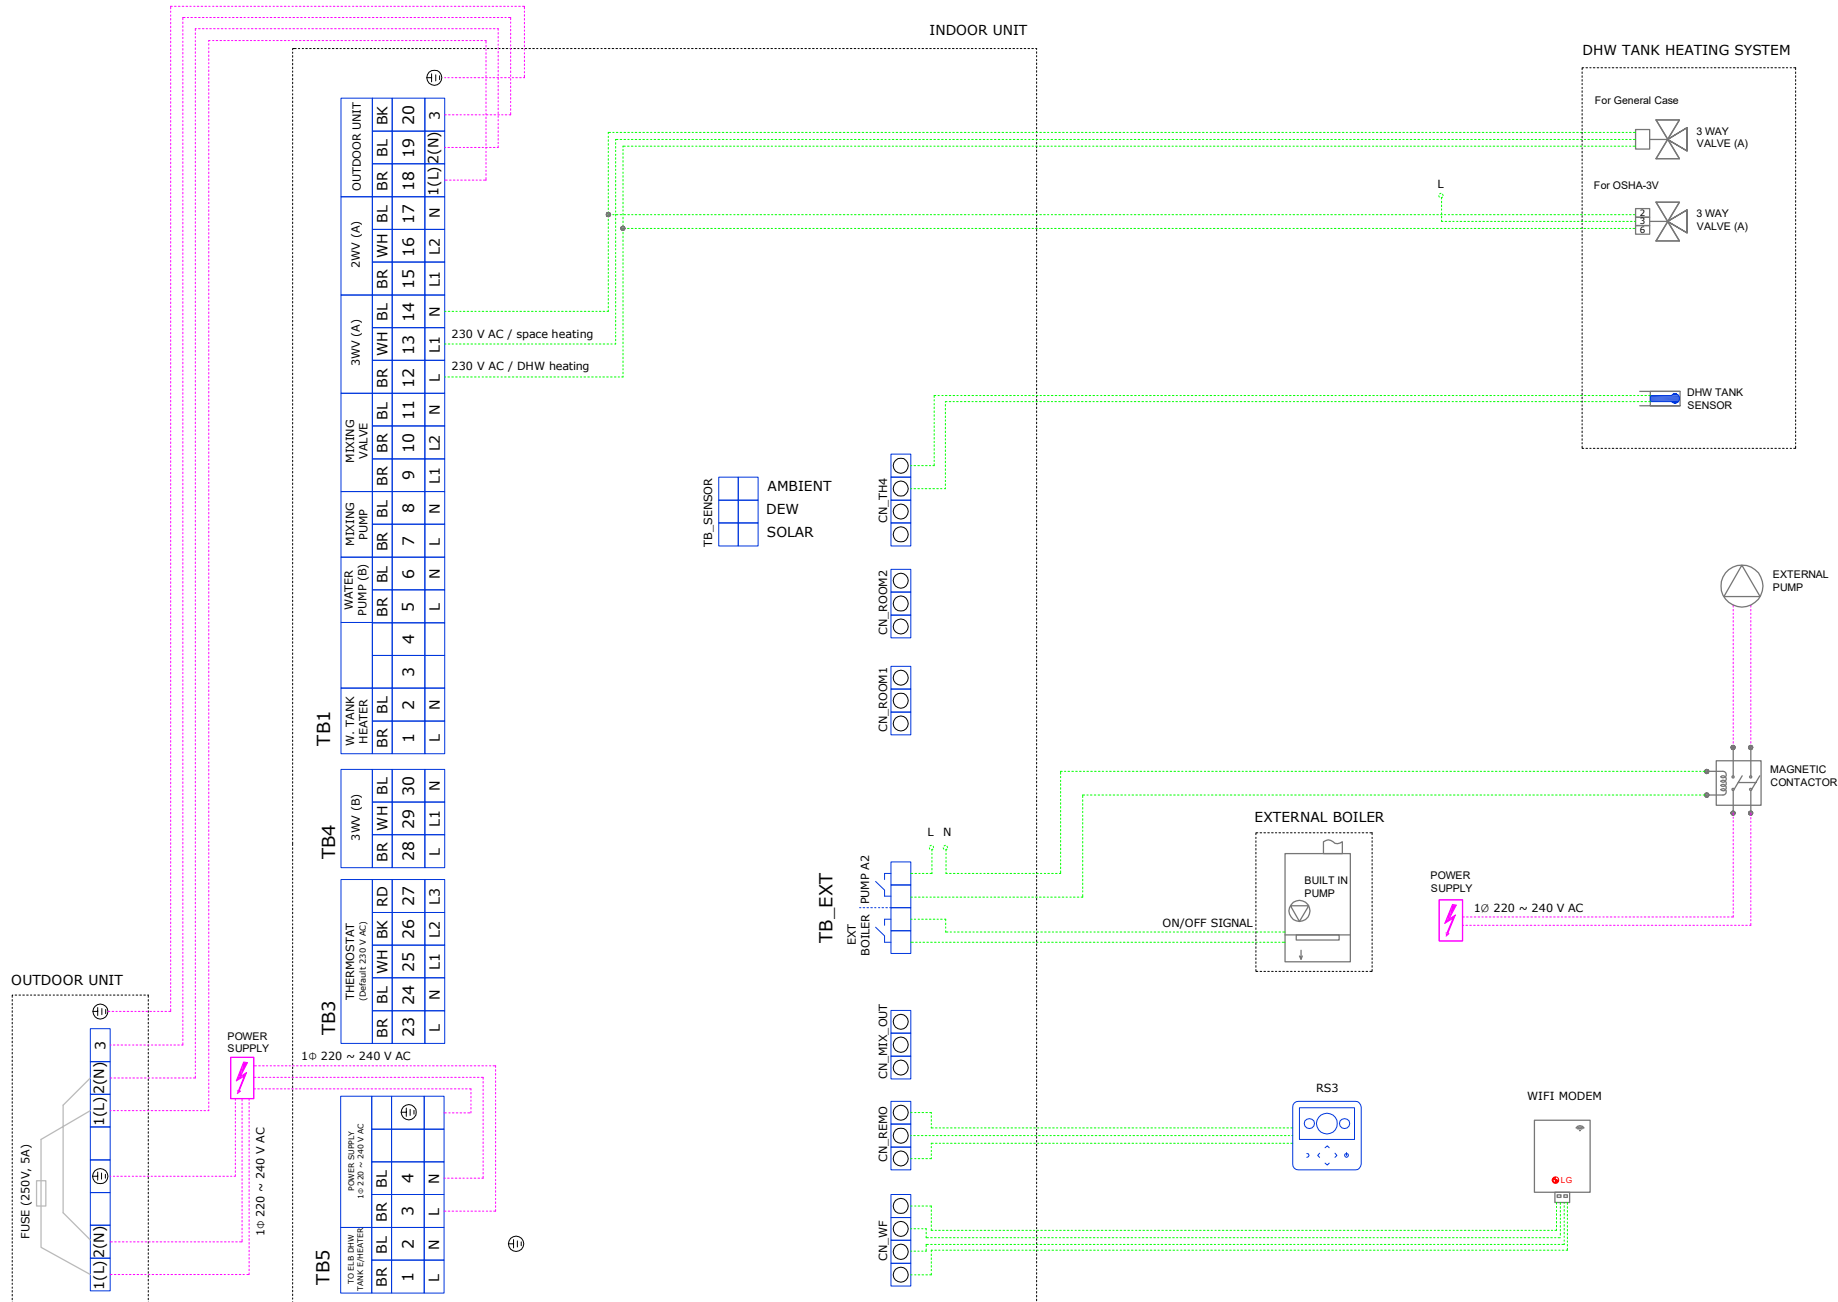 INDOOR UNIT
DHW TANK HEATING SYSTEM
For General Case
3 WAY
VALVE (A)
For OSHA-3V
L
2
3
6
3 WAY
VALVE (A)
DHW TANK
SENSOR
TB1
OUTDOOR UNIT
BK 20 3
BL 19 2(N)
BR 18 1(L)
2WV (A)
BL 17 N
WH 16 L2
BR 15 L1
3WV (A)
BL 14 N
WH 13 L1
BR 12 L
230 V AC / space heating
230 V AC / DHW heating
MIXING
VALVE
BL 11 N
BR 10 L2
BR 9 L1
MIXING
PUMP
BL 8 N
BR 7 L
WATER
PUMP (B)
BL 6 N
BR 5 L
4
3
W. TANK
HEATER
BL 2 N
BR 1 L
TB4
3WV (B)
BL 30 N
WH 29 L1
BR 28 L
TB3
THERMOSTAT
(Default 230 V AC)
RD 27 L3
BK 26 L2
WH 25 L1
BL 24 N
BR 23 L
TB5
POWER SUPPLY
1Φ 220 ~ 240 V AC
BL 4 N
BR 3 L
TO ELB DHW
TANK E/HEATER
BL 2 N
BR 1 L
TB_SENSOR
AMBIENT
DEW
SOLAR
CN_TH4
CN_ROOM2
CN_ROOM1
TB_EXT
PUMP A2
EXT
BOILER
L N
CN_MIX_OUT
CN_REMO
CN_WF
EXTERNAL
PUMP
MAGNETIC
CONTACTOR
EXTERNAL BOILER
BUILT IN
PUMP
ON/OFF SIGNAL
POWER
SUPPLY
1Ø 220 ~ 240 V AC
RS3
WIFI MODEM
LG
OUTDOOR UNIT
3
2(N)
1(L)
2(N)
1(L)
FUSE (250V, 5A)
POWER
SUPPLY
1Φ 220 ~ 240 V AC
1Φ 220 ~ 240 V AC